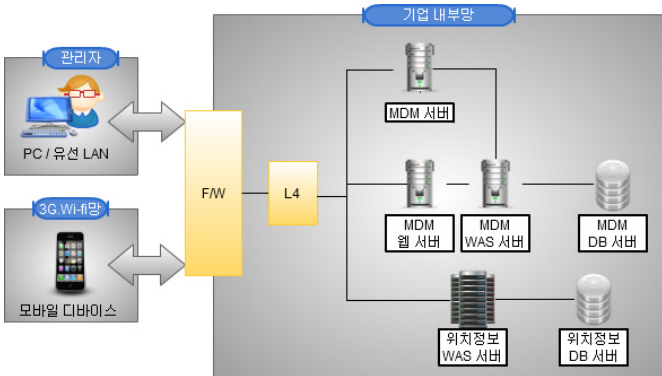 기업 내부망
관리자
PC / 유선 LAN
3G.Wi-fi망
모바일 디바이스
F/W
L4
MDM 서버
MDM
웹 서버
MDM
WAS 서버
MDM
DB 서버
위치정보
WAS 서버
위치정보
DB 서버